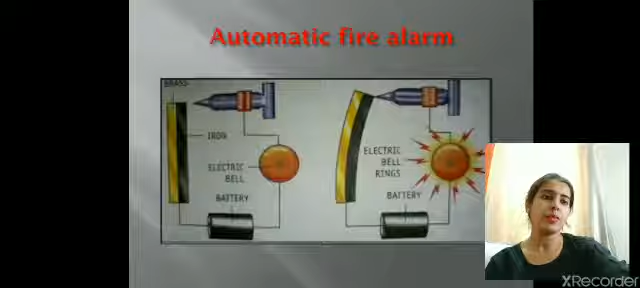 Automatic fire alarm
BRASS
IRON
ELECTRIC
BELL
BATTERY
ELECTRIC
BELL
RINGS
BATTERY
XRecorder